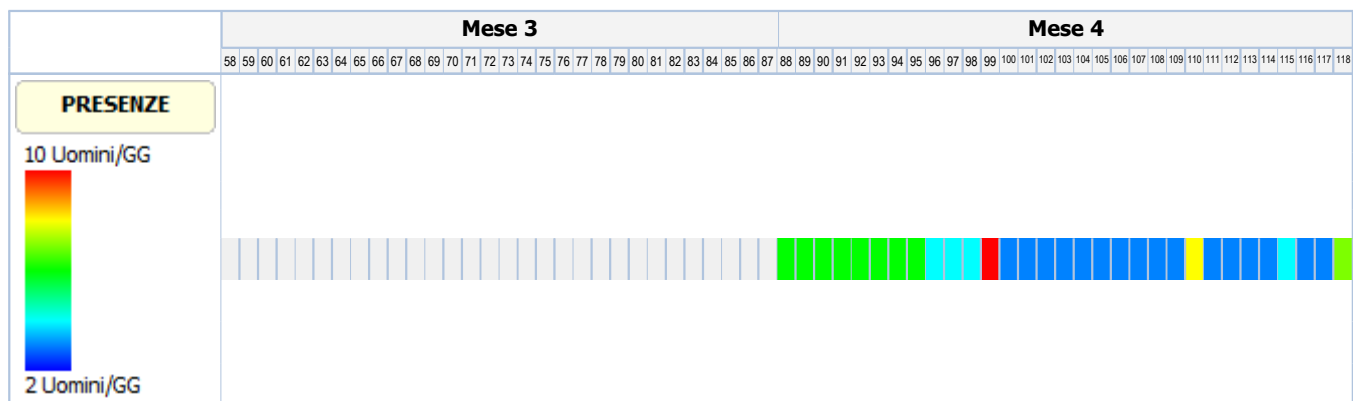 Mese 3 Mese 4
58 59 60 61 62 63 64 65 66 67 68 69 70 71 72 73 74 75 76 77 78 79 80 81 82 83 84 85 86 87 88 89 90 91 92 93 94 95 96 97 98 99 100 101 102 103 104 105 106 107 108 109 110 111 112 113 114 115 116 117 118
PRESENZE
10 Uomini/GG
2 Uomini/GG